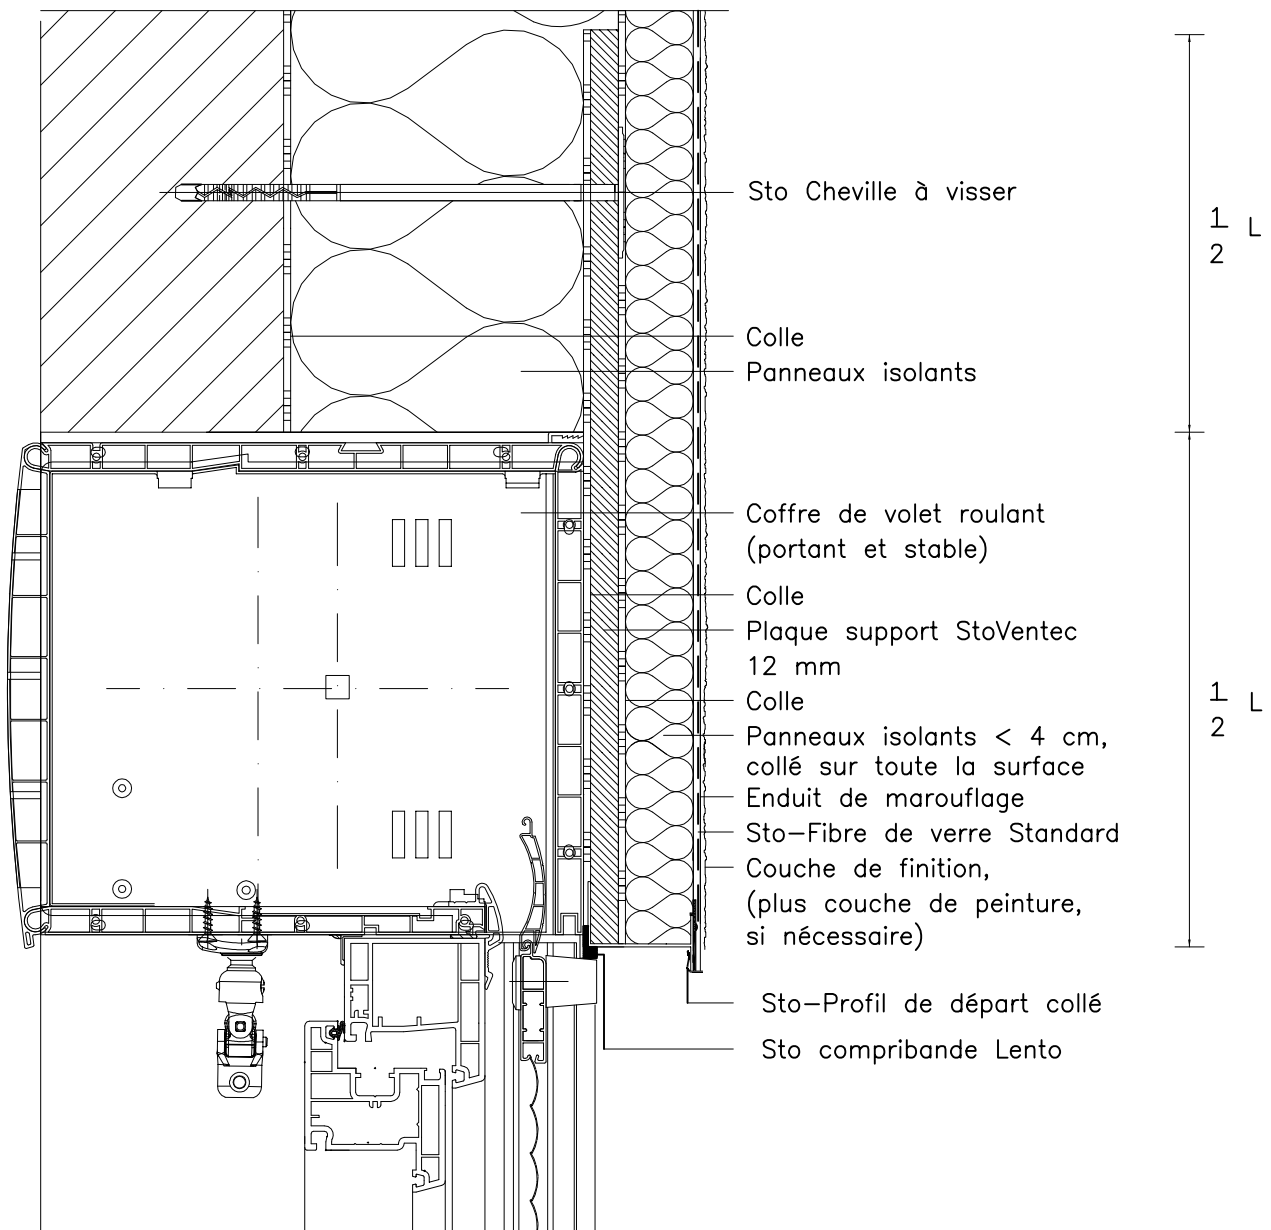 Sto Cheville à visser
1
2
L
Colle
Panneaux isolants
Coffre de volet roulant
(portant et stable)
Colle
Plaque support StoVentec
12 mm
Colle
1
2
L
Panneaux isolants < 4 cm,
collé sur toute la surface
Enduit de marouflage
Sto-Fibre de verre Standard
Couche de finition,
(plus couche de peinture,
si nécessaire)
Sto-Profil de départ collé
Sto compribande Lento